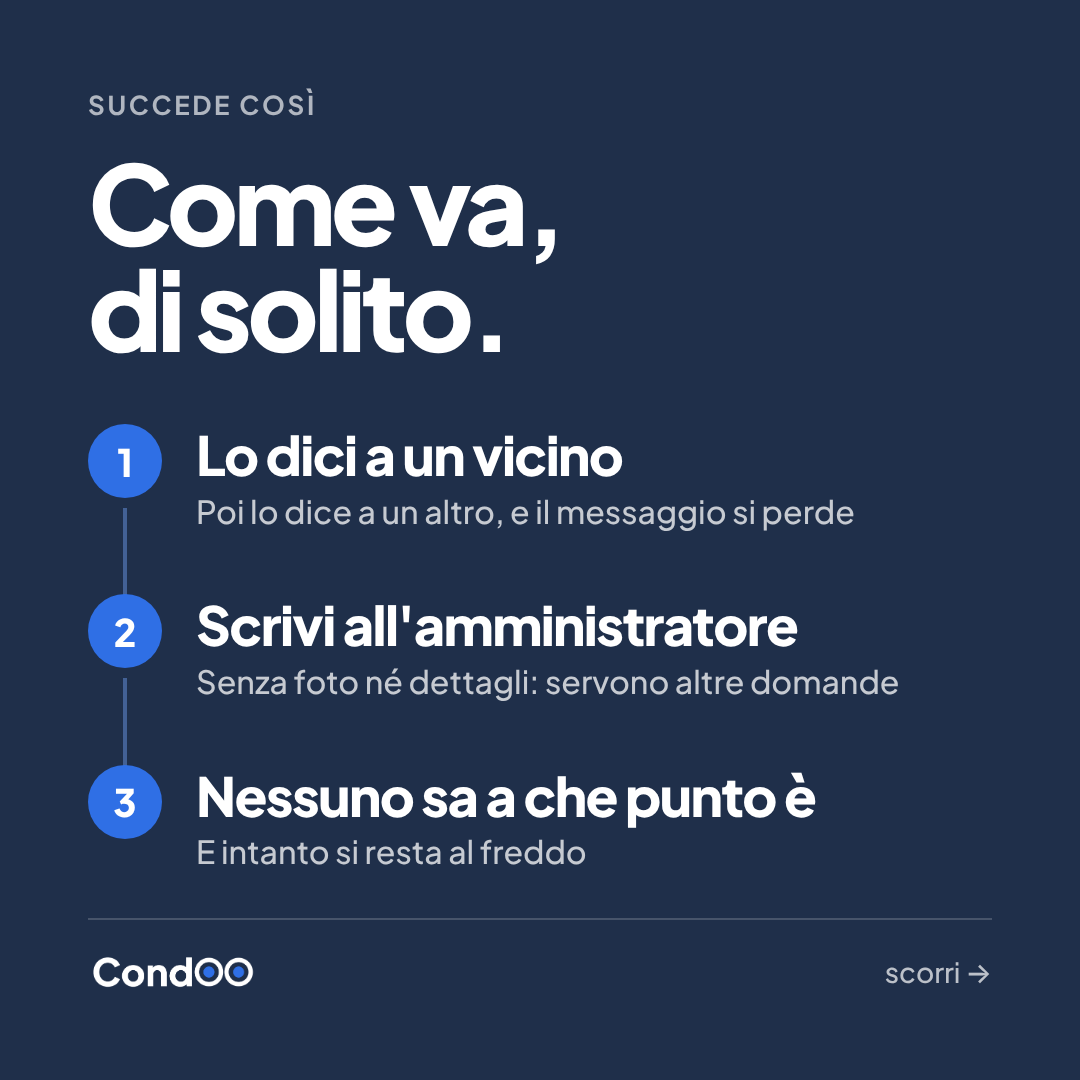 SUCCEDE COSÌ
Come va,
di solito.
1
Lo dici a un vicino
Poi lo dice a un altro, e il messaggio si perde
2
Scrivi all'amministratore
Senza foto né dettagli: servono altre domande
3
Nessuno sa a che punto è
E intanto si resta al freddo
CondOO
scorri →